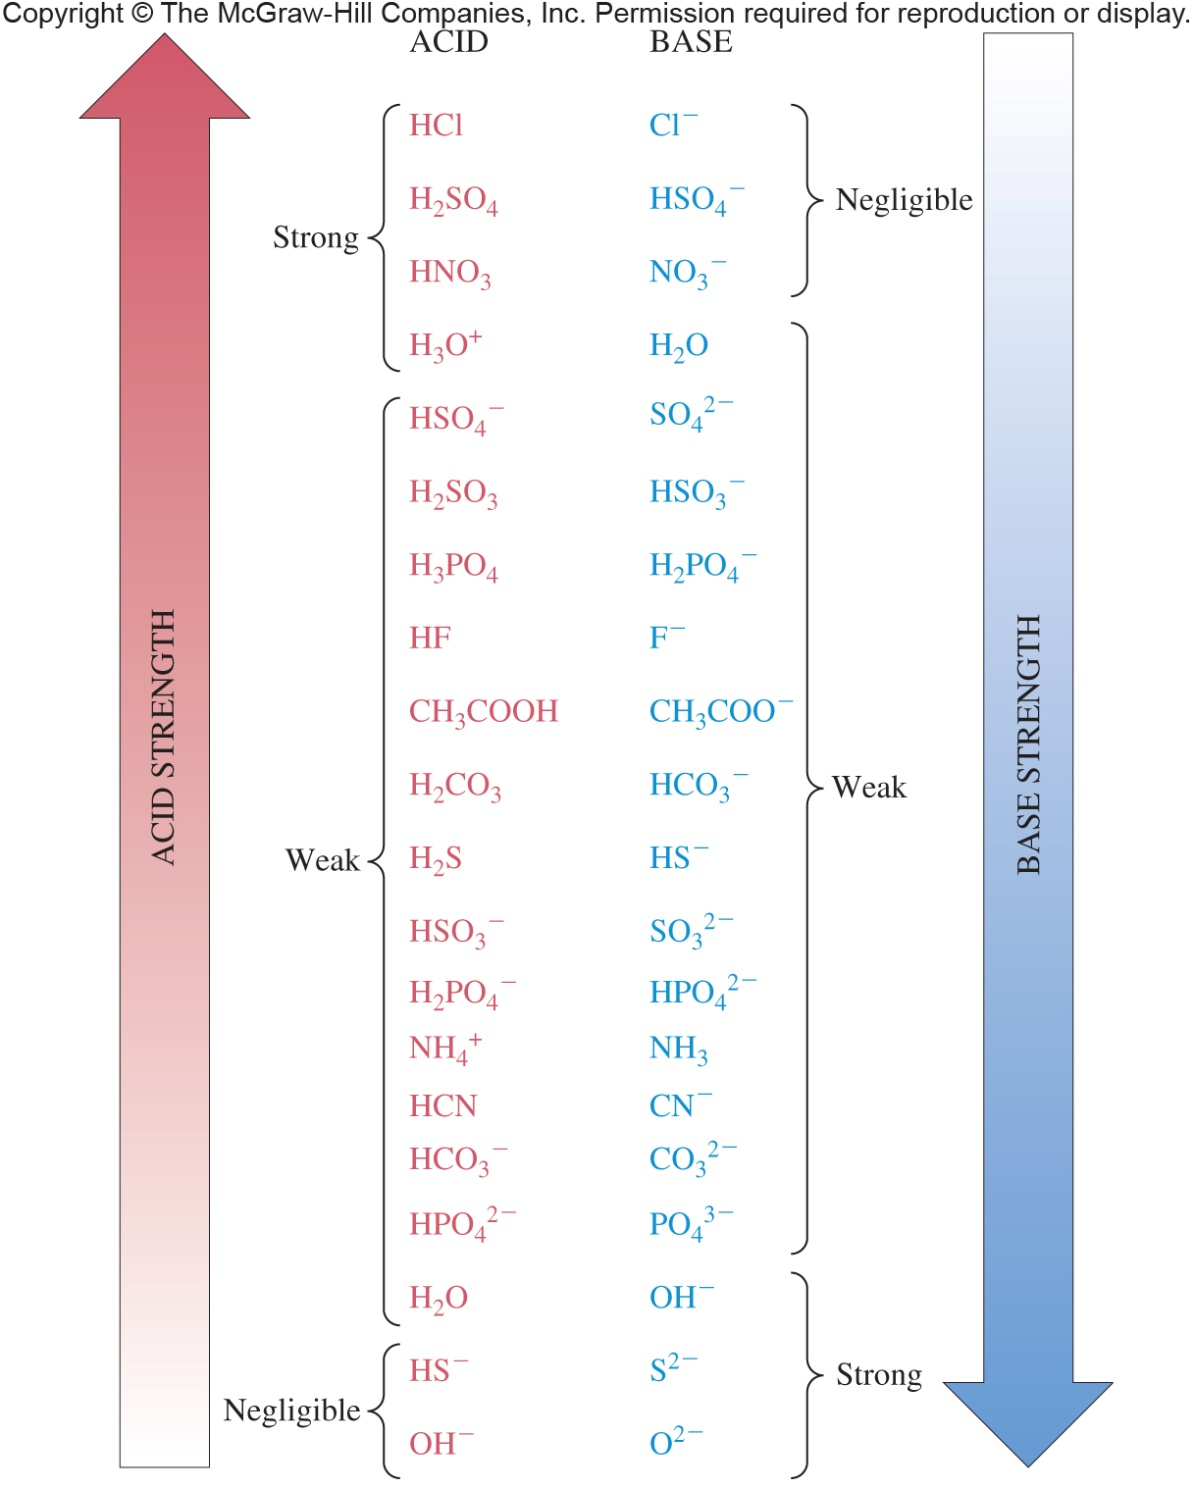 Copyright © The McGraw-Hill Companies, Inc. Permission required for reproduction or display.
ACID BASE
HCl Cl⁻
H₂SO₄ HSO₄⁻ Negligible
Strong
HNO₃ NO₃⁻
H₃O⁺ H₂O
HSO₄⁻ SO₄²⁻
H₂SO₃ HSO₃⁻
H₃PO₄ H₂PO₄⁻
HF F⁻
CH₃COOH CH₃COO⁻
ACID STRENGTH
BASE STRENGTH
H₂CO₃ HCO₃⁻ Weak
Weak H₂S HS⁻
HSO₃⁻ SO₃²⁻
H₂PO₄⁻ HPO₄²⁻
NH₄⁺ NH₃
HCN CN⁻
HCO₃⁻ CO₃²⁻
HPO₄²⁻ PO₄³⁻
H₂O OH⁻
HS⁻ S²⁻ Strong
Negligible
OH⁻ O²⁻